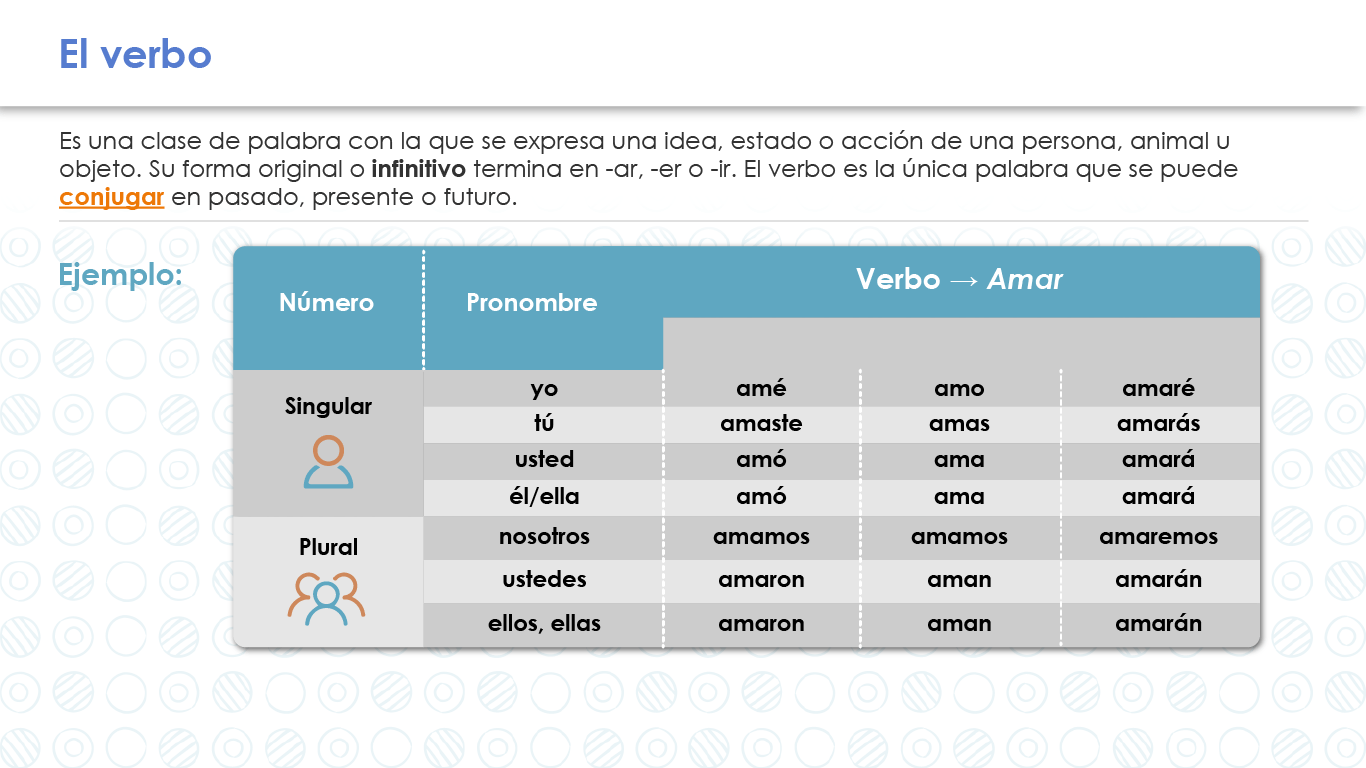 El verbo
Es una clase de palabra con la que se expresa una idea, estado o acción de una persona, animal u
objeto. Su forma original o infinitivo termina en -ar, -er o -ir. El verbo es la única palabra que se puede
conjugar en pasado, presente o futuro.
Ejemplo:
Número Pronombre Verbo → Amar
Singular
yo amé amo amaré
tú amaste amas amarás
usted amó ama amará
él/ella amó ama amará
Plural
nosotros amamos amamos amaremos
ustedes amaron aman amarán
ellos, ellas amaron aman amarán